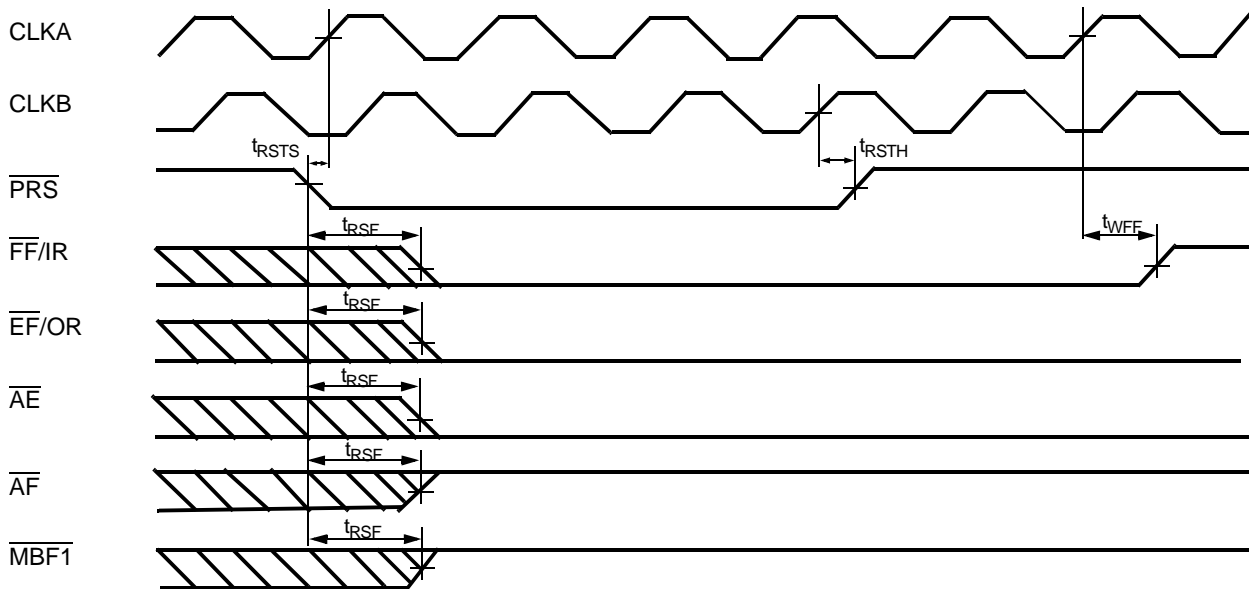 CLKA
CLKB
tRSTS
tRSTH
PRS
tRSF
tWFF
FF/IR
tRSF
EF/OR
tRSF
AE
tRSF
AF
tRSF
MBF1